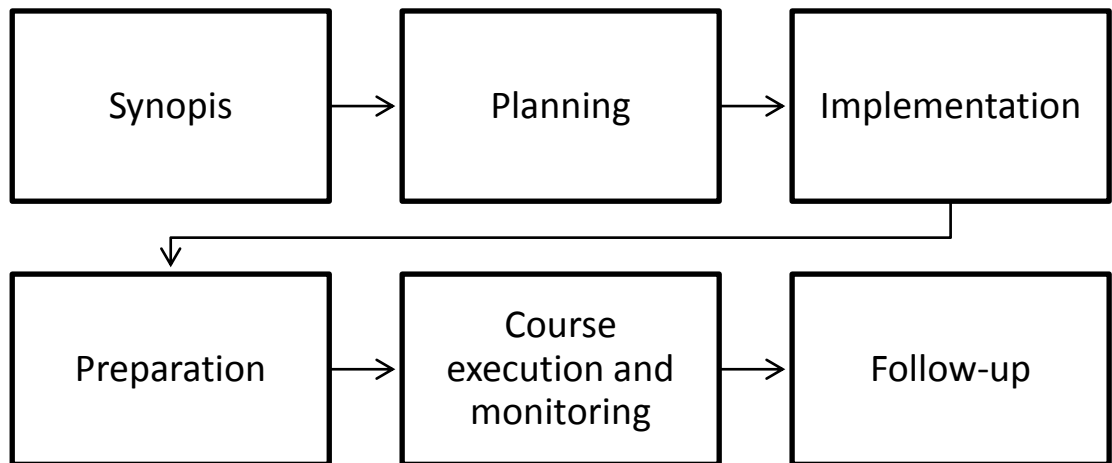 Synopis
Planning
Implementation
Preparation
Course
execution and
monitoring
Follow-up